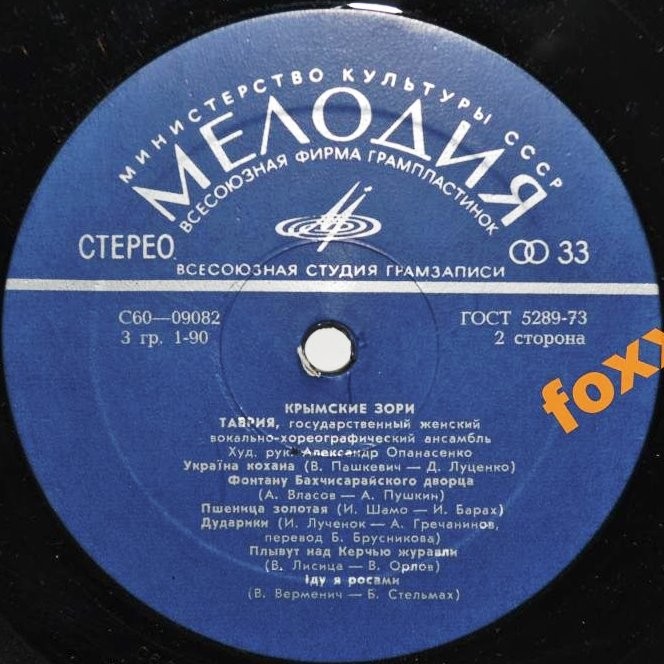 МИНИСТЕРСТВО КУЛЬТУРЫ СССР
МЕЛОДИЯ
ВСЕСОЮЗНАЯ ФИРМА ГРАМПЛАСТИНОК
СТЕРЕО
33
ВСЕСОЮЗНАЯ СТУДИЯ ГРАМЗАПИСИ
С60—09082
ГОСТ 5289-73
3 гр. 1-90
2 сторона
foxx
КРЫМСКИЕ ЗОРИ
ТАВРИЯ, государственный женский
вокально-хореографический ансамбль
Худ. рук. Александр Опанасенко
Україна кохана (В. Пашкевич — Д. Луценко)
Фонтану Бахчисарайского дворца
(А. Власов — А. Пушкин)
Пшеница золотая (И. Шамо — И. Барах)
Дударики (И. Лученок — А. Гречанинов,
перевод Б. Брусникова)
Плывут над Керчью журавли
(В. Лисица — В. Орлов)
Іду я росами
(В. Верменич — Б. Стельмах)